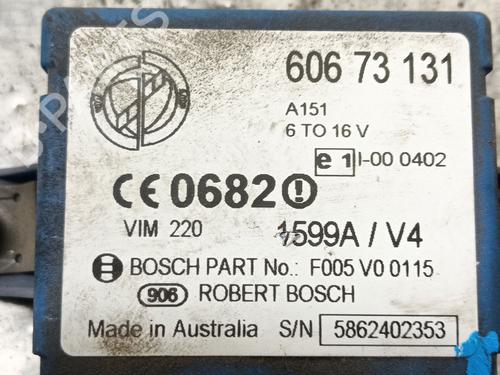 606 73 131
A151
6 TO 16 V
e1 I-00 0402
CE 0682
VIM 220 1599A / V4
BOSCH PART No.: F005 V0 0115
906 ROBERT BOSCH
Made in Australia S/N 5862402353